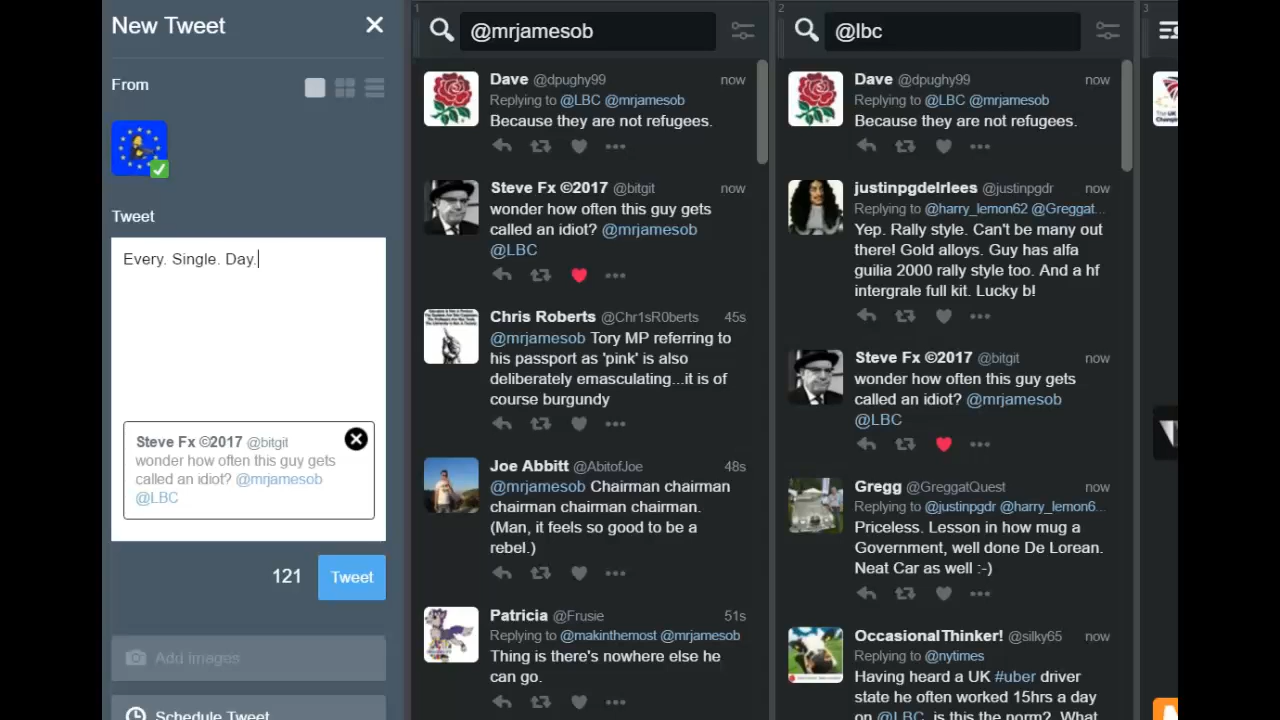 New Tweet
From
Tweet
Every. Single. Day.
Steve Fx ©2017 @bitgit
wonder how often this guy gets
called an idiot? @mrjamesob
@LBC
121
Tweet
Add images
Schedule Tweet
1
@mrjamesob
Dave @dpughy99 now
Replying to @LBC @mrjamesob
Because they are not refugees.
Steve Fx ©2017 @bitgit now
wonder how often this guy gets
called an idiot? @mrjamesob
@LBC
Chris Roberts @Chr1sR0berts 45s
@mrjamesob Tory MP referring to
his passport as 'pink' is also
deliberately emasculating...it is of
course burgundy
Joe Abbitt @AbitofJoe 48s
@mrjamesob Chairman chairman
chairman chairman chairman.
(Man, it feels so good to be a
rebel.)
Patricia @Frusie 51s
Replying to @makinthemost @mrjamesob
Thing is there's nowhere else he
can go.
2
@lbc
Dave @dpughy99 now
Replying to @LBC @mrjamesob
Because they are not refugees.
justinpgdelrlees @justinpgdr now
Replying to @harry_lemon62 @Greggat...
Yep. Rally style. Can't be many out
there! Gold alloys. Guy has alfa
guilia 2000 rally style too. And a hf
intergrale full kit. Lucky b!
Steve Fx ©2017 @bitgit now
wonder how often this guy gets
called an idiot? @mrjamesob
@LBC
Gregg @GreggatQuest now
Replying to @justinpgdr @harry_lemon6...
Priceless. Lesson in how mug a
Government, well done De Lorean.
Neat Car as well :-)
OccasionalThinker! @silky65 now
Replying to @nytimes
Having heard a UK #uber driver
state he often worked 15hrs a day
on @LBC, is this the norm? What
3